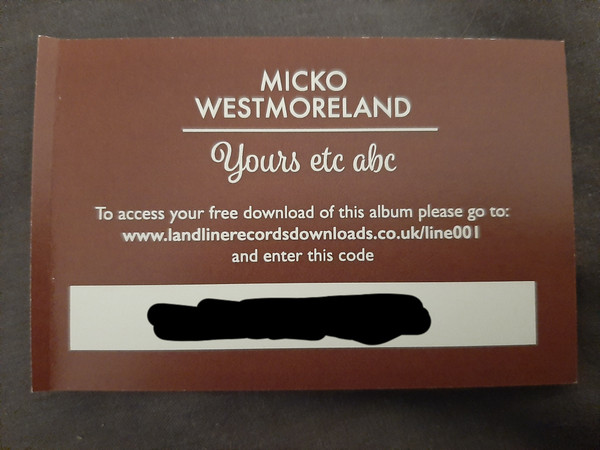 MICKO
WESTMORELAND
Yours etc abc
To access your free download of this album please go to:
www.landlinerecordsdownloads.co.uk/line001
and enter this code